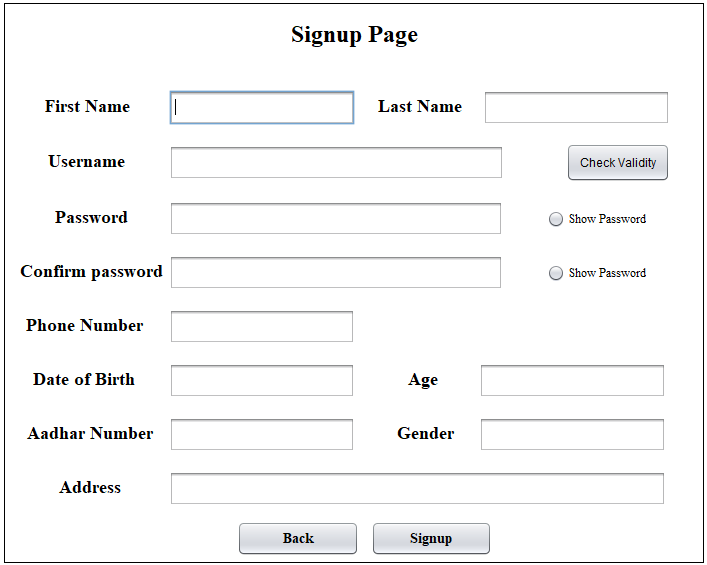 Signup Page
First Name Last Name
Username Check Validity
Password Show Password
Confirm password Show Password
Phone Number
Date of Birth Age
Aadhar Number Gender
Address
Back Signup